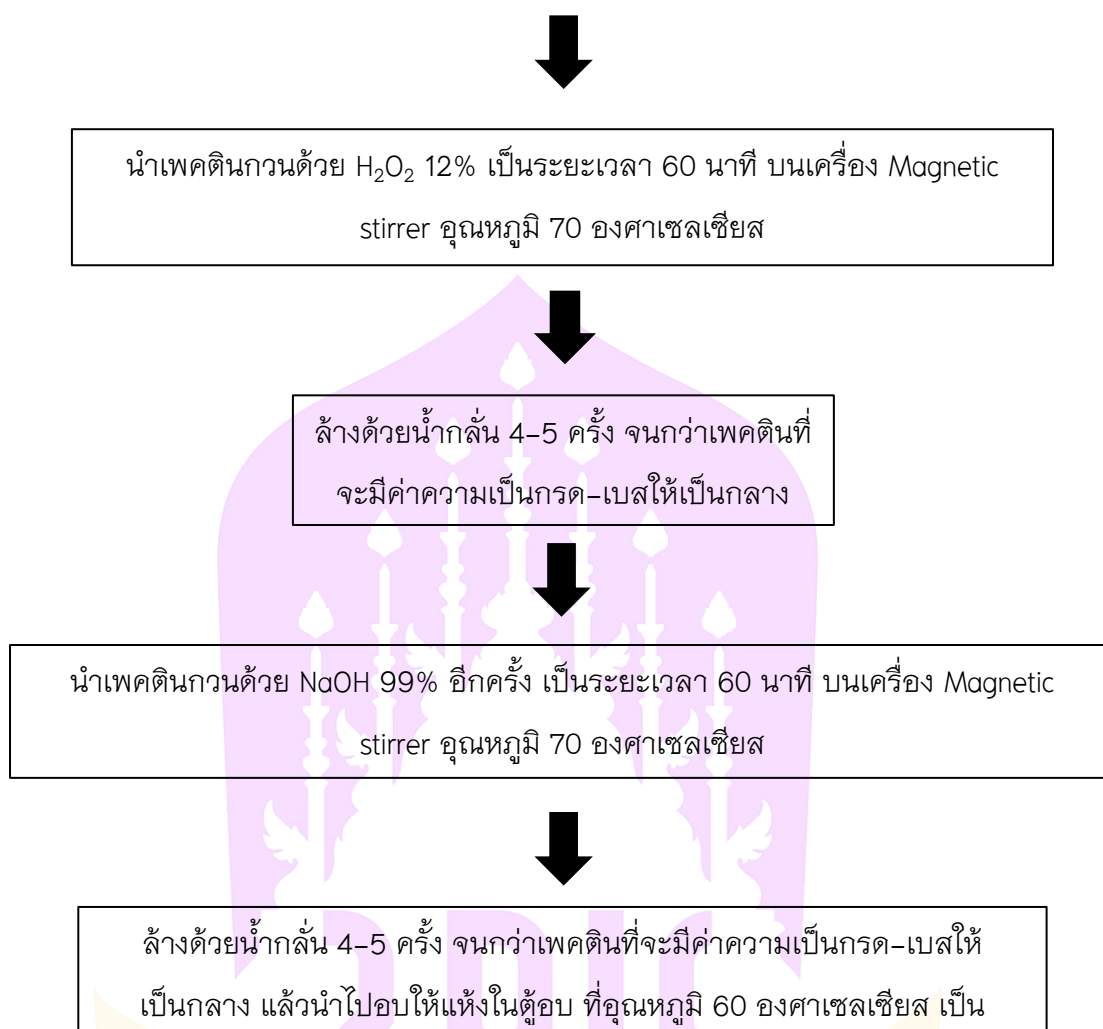 นำเพคตินกวนด้วย H₂O₂ 12% เป็นระยะเวลา 60 นาที บนเครื่อง Magnetic
stirrer อุณหภูมิ 70 องศาเซลเซียส
ล้างด้วยน้ำกลั่น 4-5 ครั้ง จนกว่าเพคตินที่
จะมีค่าความเป็นกรด-เบสให้เป็นกลาง
นำเพคตินกวนด้วย NaOH 99% อีกครั้ง เป็นระยะเวลา 60 นาที บนเครื่อง Magnetic
stirrer อุณหภูมิ 70 องศาเซลเซียส
ล้างด้วยน้ำกลั่น 4-5 ครั้ง จนกว่าเพคตินที่จะมีค่าความเป็นกรด-เบสให้
เป็นกลาง แล้วนำไปอบให้แห้งในตู้อบ ที่อุณหภูมิ 60 องศาเซลเซียส เป็น